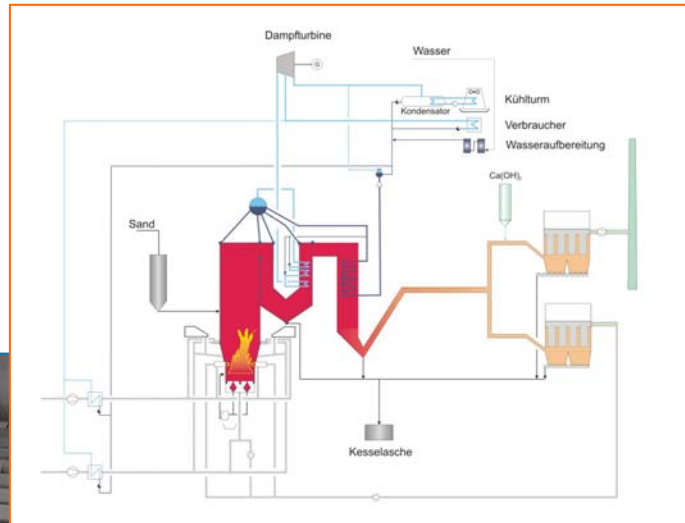 Dampfturbine
G
Wasser
Kondensator
Kühlturm
Verbraucher
Wasseraufbereitung
Ca(OH)₂
Sand
Kesselasche